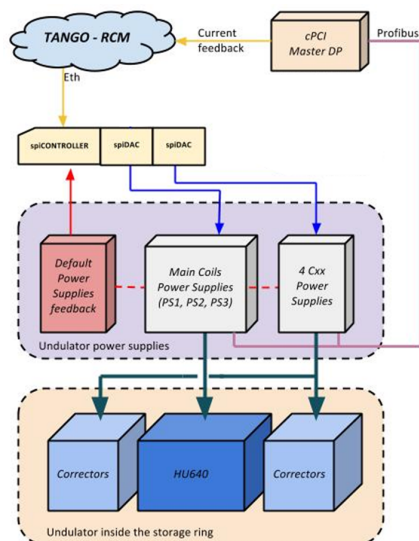 TANGO - RCM
Current
feedback
cPCI
Master DP
Profibus
Eth
spiCONTROLLER
spiDAC
spiDAC
Default
Power
Supplies
feedback
Main Coils
Power Supplies
(PS1, PS2, PS3)
4 Cxx
Power
Supplies
Undulator power supplies
Correctors
HU640
Correctors
Undulator inside the storage ring